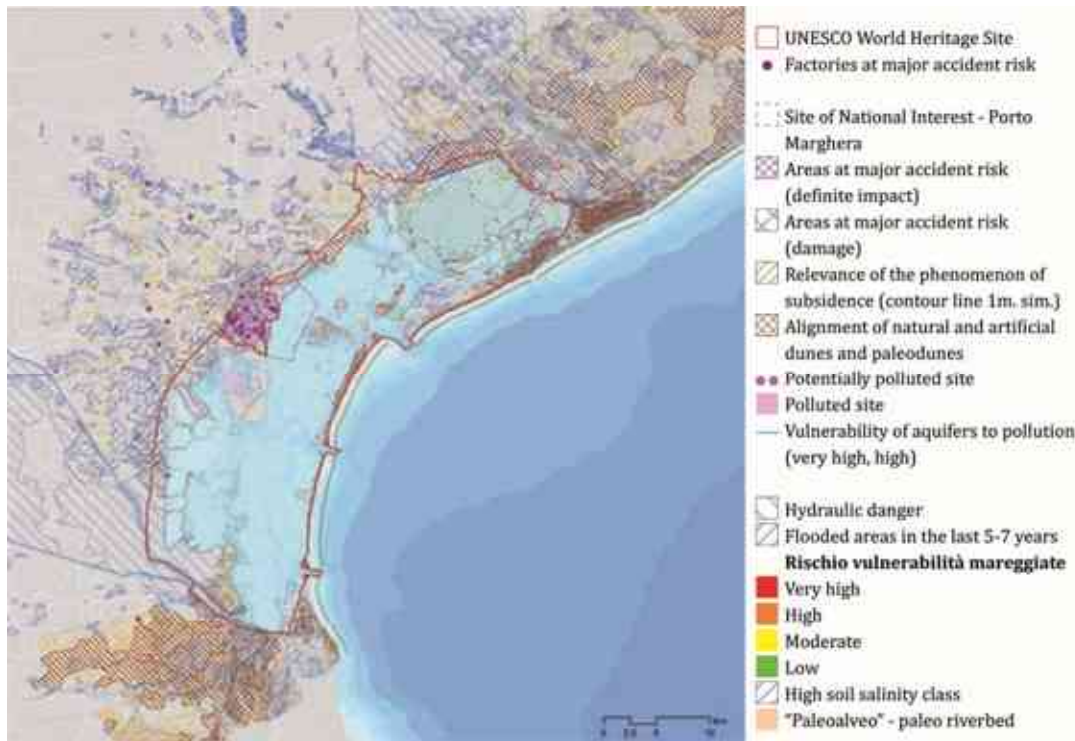 UNESCO World Heritage Site
Factories at major accident risk
Site of National Interest - Porto
Marghera
Areas at major accident risk
(definite impact)
Areas at major accident risk
(damage)
Relevance of the phenomenon of
subsidence (contour line 1m. sim.)
Alignment of natural and artificial
dunes and paleodunes
Potentially polluted site
Polluted site
Vulnerability of aquifers to pollution
(very high, high)
Hydraulic danger
Flooded areas in the last 5-7 years
Rischio vulnerabilità mareggiate
Very high
High
Moderate
Low
High soil salinity class
"Paleoalveo" - paleo riverbed